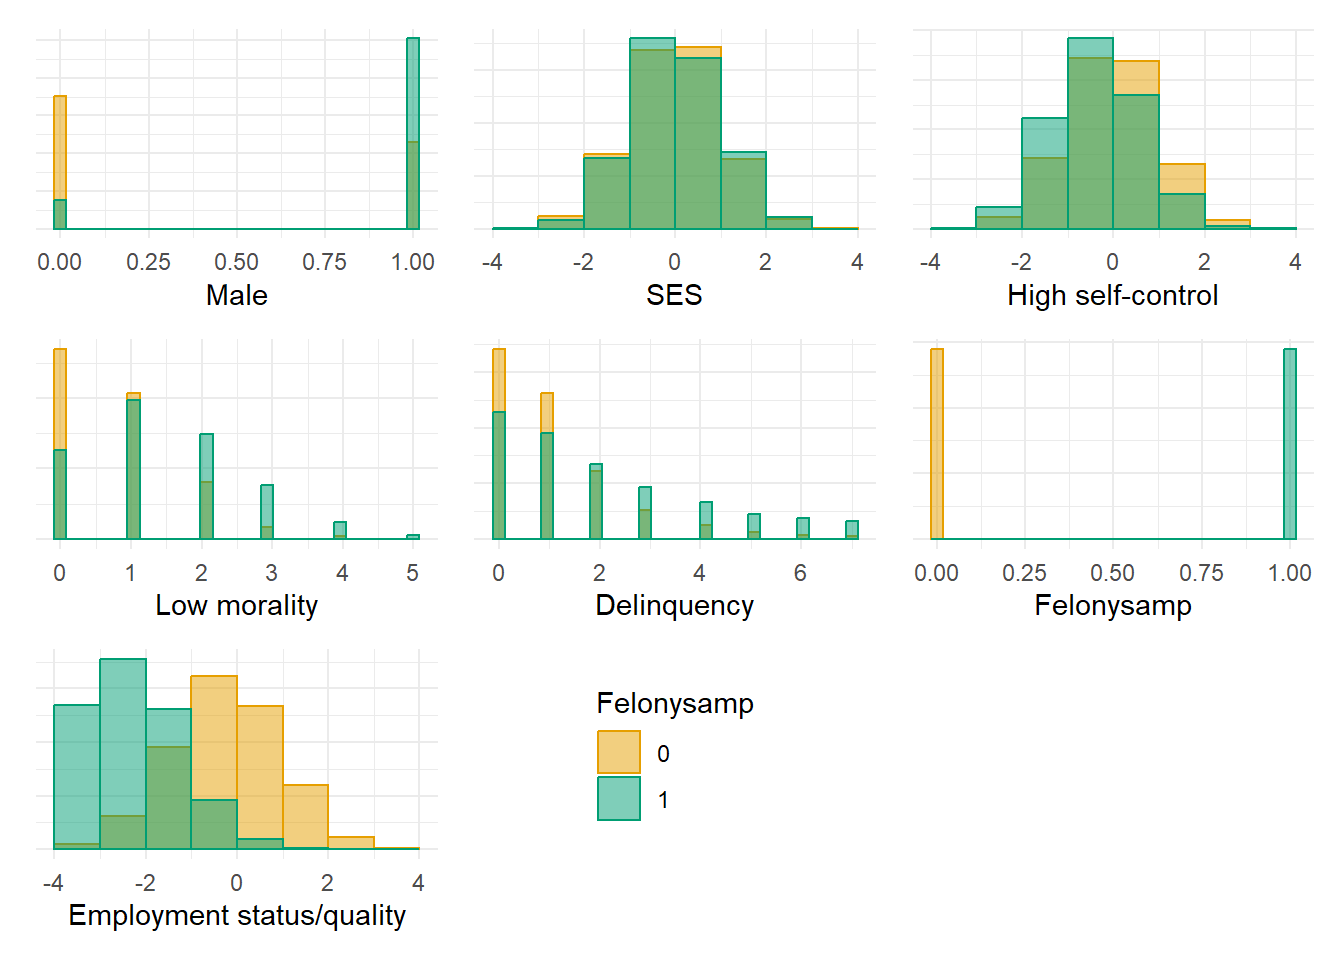 0.00 0.25 0.50 0.75 1.00
Male
-4 -2 0 2 4
SES
-4 -2 0 2 4
High self-control
0 1 2 3 4 5
Low morality
0 2 4 6
Delinquency
0.00 0.25 0.50 0.75 1.00
Felonysamp
-4 -2 0 2 4
Employment status/quality
Felonysamp
0
1